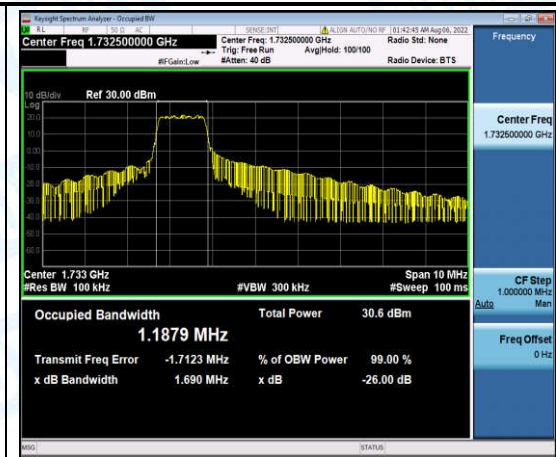 Keysight Spectrum Analyzer - Occupied BW
RL RF 50 Ω AC SENSE:INT ALIGN AUTO/NO RF 01:42:45 AM Aug 06, 2022
Center Freq 1.732500000 GHz
Center Freq: 1.732500000 GHz
Radio Std: None
Trig: Free Run Avg|Hold: 100/100
#IFGain:Low #Atten: 40 dB Radio Device: BTS
Frequency
10 dB/div Ref 30.00 dBm
Log
20.0
10.0
0.00
-10.0
-20.0
-30.0
-40.0
-50.0
-60.0
Center 1.733 GHz Span 10 MHz
#Res BW 100 kHz #VBW 300 kHz #Sweep 100 ms
Occupied Bandwidth Total Power 30.6 dBm
1.1879 MHz
Transmit Freq Error -1.7123 MHz % of OBW Power 99.00 %
x dB Bandwidth 1.690 MHz x dB -26.00 dB
Center Freq
1.732500000 GHz
CF Step
1.000000 MHz
Auto Man
Freq Offset
0 Hz
MSG STATUS